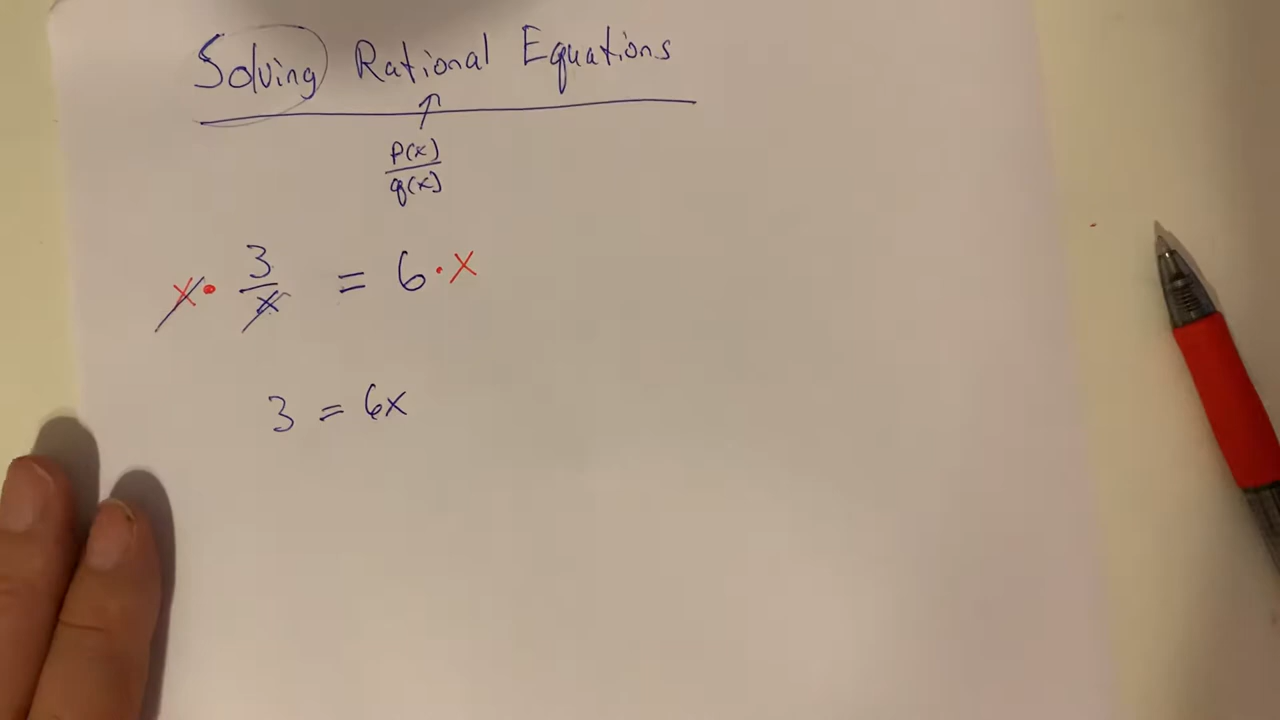 Solving Rational Equations
p(x)
q(x)
x · 3/x = 6 · x
3 = 6x